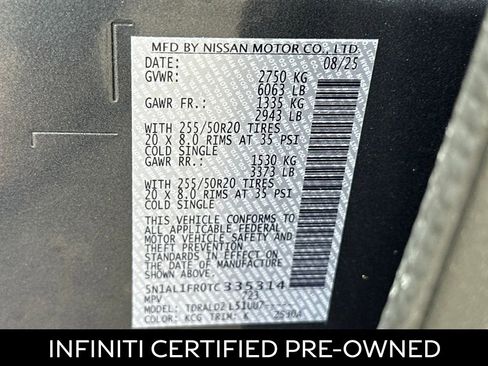 MFD BY NISSAN MOTOR CO., LTD.
DATE: 08/25
GVWR: 2750 KG
6063 LB
GAWR FR.: 1335 KG
2943 LB
WITH 255/50R20 TIRES
20 X 8.0 RIMS AT 35 PSI
COLD SINGLE
GAWR RR.: 1530 KG
3373 LB
WITH 255/50R20 TIRES
20 X 8.0 RIMS AT 35 PSI
COLD SINGLE
THIS VEHICLE CONFORMS TO
ALL APPLICABLE FEDERAL
MOTOR VEHICLE SAFETY AND
THEFT PREVENTION
STANDARDS IN EFFECT ON
THE DATE OF MANUFACTURE
SHOWN ABOVE
5N1AL1FR0TC335314
MPV 723
COLOR: KCG TRIM: K
INFINITI CERTIFIED PRE-OWNED